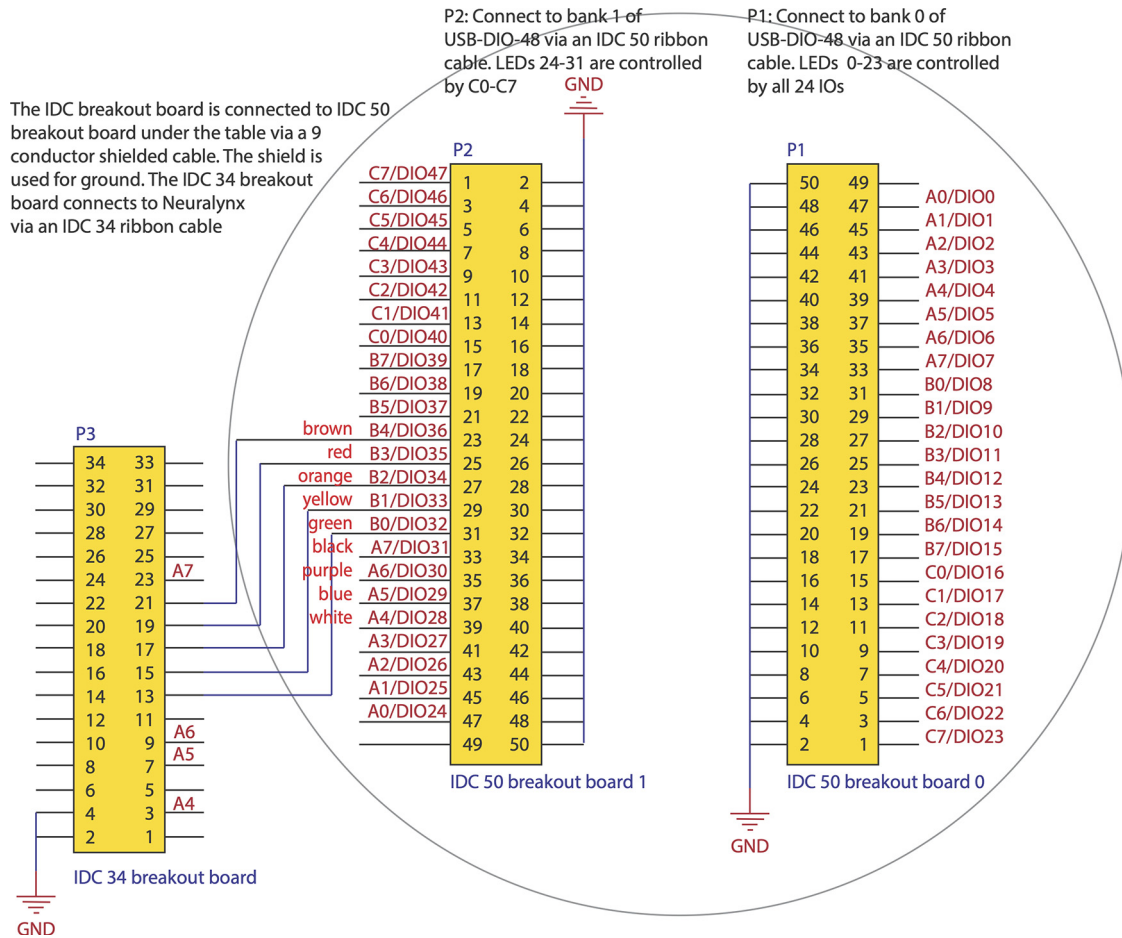 P2: Connect to bank 1 of
USB-DIO-48 via an IDC 50 ribbon
cable. LEDs 24-31 are controlled
by C0-C7
GND
P1: Connect to bank 0 of
USB-DIO-48 via an IDC 50 ribbon
cable. LEDs 0-23 are controlled
by all 24 IOs
The IDC breakout board is connected to IDC 50
breakout board under the table via a 9
conductor shielded cable. The shield is
used for ground. The IDC 34 breakout
board connects to Neuralynx
via an IDC 34 ribbon cable
P2
C7/DIO47 1 2
C6/DIO46 3 4
C5/DIO45 5 6
C4/DIO44 7 8
C3/DIO43 9 10
C2/DIO42 11 12
C1/DIO41 13 14
C0/DIO40 15 16
B7/DIO39 17 18
B6/DIO38 19 20
B5/DIO37 21 22
brown B4/DIO36 23 24
red B3/DIO35 25 26
orange B2/DIO34 27 28
yellow B1/DIO33 29 30
green B0/DIO32 31 32
black A7/DIO31 33 34
purple A6/DIO30 35 36
blue A5/DIO29 37 38
white A4/DIO28 39 40
A3/DIO27 41 42
A2/DIO26 43 44
A1/DIO25 45 46
A0/DIO24 47 48
49 50
IDC 50 breakout board 1
P1
50 49
48 47 A0/DIO0
46 45 A1/DIO1
44 43 A2/DIO2
42 41 A3/DIO3
40 39 A4/DIO4
38 37 A5/DIO5
36 35 A6/DIO6
34 33 A7/DIO7
32 31 B0/DIO8
30 29 B1/DIO9
28 27 B2/DIO10
26 25 B3/DIO11
24 23 B4/DIO12
22 21 B5/DIO13
20 19 B6/DIO14
18 17 B7/DIO15
16 15 C0/DIO16
14 13 C1/DIO17
12 11 C2/DIO18
10 9 C3/DIO19
8 7 C4/DIO20
6 5 C5/DIO21
4 3 C6/DIO22
2 1 C7/DIO23
IDC 50 breakout board 0
GND
P3
34 33
32 31
30 29
28 27
26 25
24 23 A7
22 21
20 19
18 17
16 15
14 13
12 11
10 9 A6
8 7 A5
6 5
4 3 A4
2 1
IDC 34 breakout board
GND